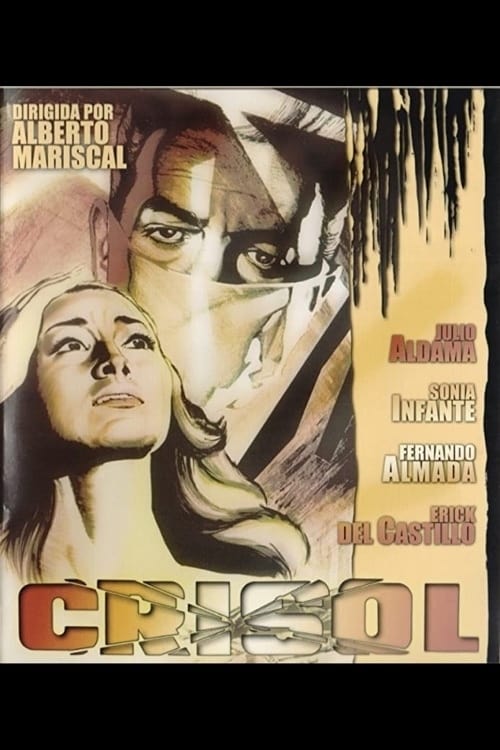 DIRIGIDA POR
ALBERTO
MARISCAL
JULIO
ALDAMA
SONIA
INFANTE
FERNANDO
ALMADA
ERICK
DEL CASTILLO
CRISOL